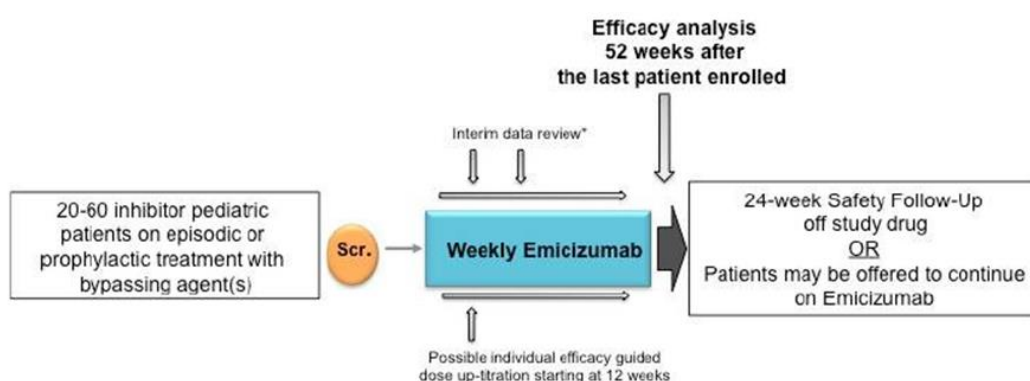 Efficacy analysis
52 weeks after
the last patient enrolled
Interim data review*
20-60 inhibitor pediatric
patients on episodic or
prophylactic treatment with
bypassing agent(s)
Scr.
Weekly Emicizumab
24-week Safety Follow-Up
off study drug
OR
Patients may be offered to continue
on Emicizumab
Possible individual efficacy guided
dose up-titration starting at 12 weeks